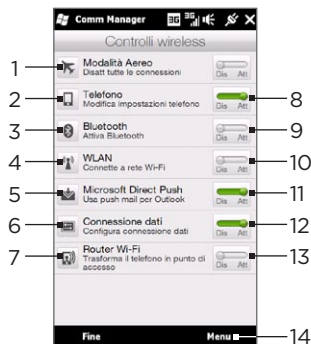 Comm Manager
3G
3G
Controlli wireless
1
Modalità Aereo
Disatt tutte le connessioni
Dis Att
2
Telefono
Modifica impostazioni telefono
Dis Att
8
3
Bluetooth
Attiva Bluetooth
Dis Att
9
4
WLAN
Connette a rete Wi-Fi
Dis Att
10
5
Microsoft Direct Push
Usa push mail per Outlook
Dis Att
11
6
Connessione dati
Configura connessione dati
Dis Att
12
7
Router Wi-Fi
Trasforma il telefono in punto di
accesso
Dis Att
13
Fine
Menu
14